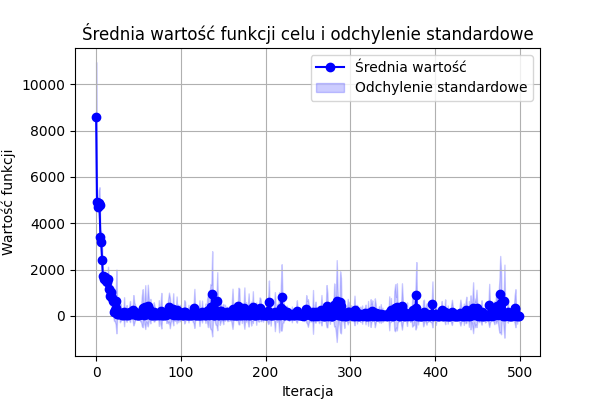 Średnia wartość funkcji celu i odchylenie standardowe
Średnia wartość
Odchylenie standardowe
Wartość funkcji
10000
8000
6000
4000
2000
0
0 100 200 300 400 500
Iteracja